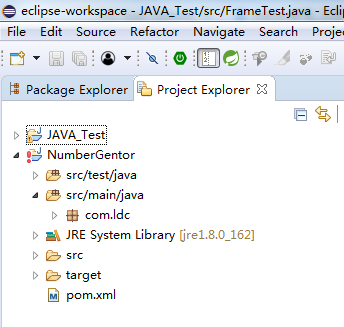 eclipse-workspace - JAVA_Test/src/FrameTest.java - Ecli
File Edit Source Refactor Navigate Search Proje
Package Explorer Project Explorer
JAVA_Test
NumberGentor
src/test/java
src/main/java
com.ldc
JRE System Library [jre1.8.0_162]
src
target
pom.xml